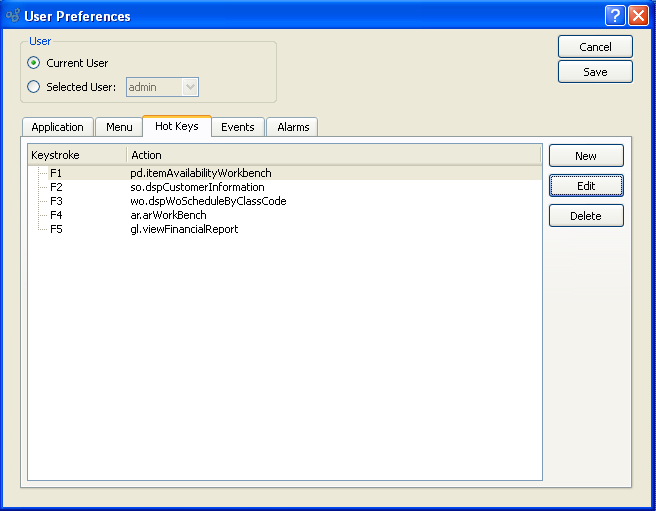 User Preferences
User
Current User
Selected User: admin
Cancel
Save
Application Menu Hot Keys Events Alarms
Keystroke Action
F1 pd.itemAvailabilityWorkbench
F2 so.dspCustomerInformation
F3 wo.dspWoScheduleByClassCode
F4 ar.arWorkBench
F5 gl.viewFinancialReport
New
Edit
Delete